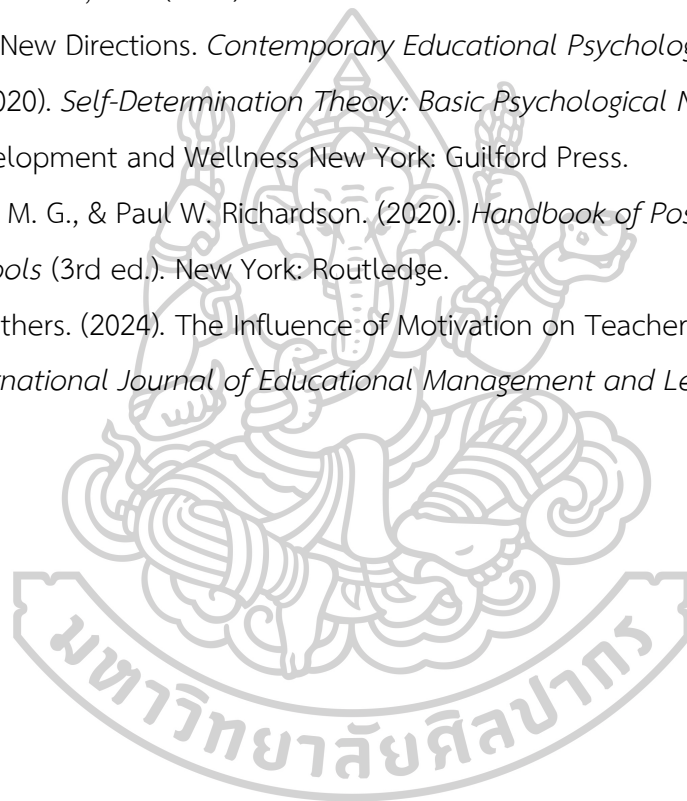 New Directions. Contemporary Educational Psycholog
020). Self-Determination Theory: Basic Psychological
elopment and Wellness New York: Guilford Press.
M. G., & Paul W. Richardson. (2020). Handbook of Pos
ools (3rd ed.). New York: Routledge.
thers. (2024). The Influence of Motivation on Teacher
rnational Journal of Educational Management and Le
มหาวิทยาลัยศิลปากร